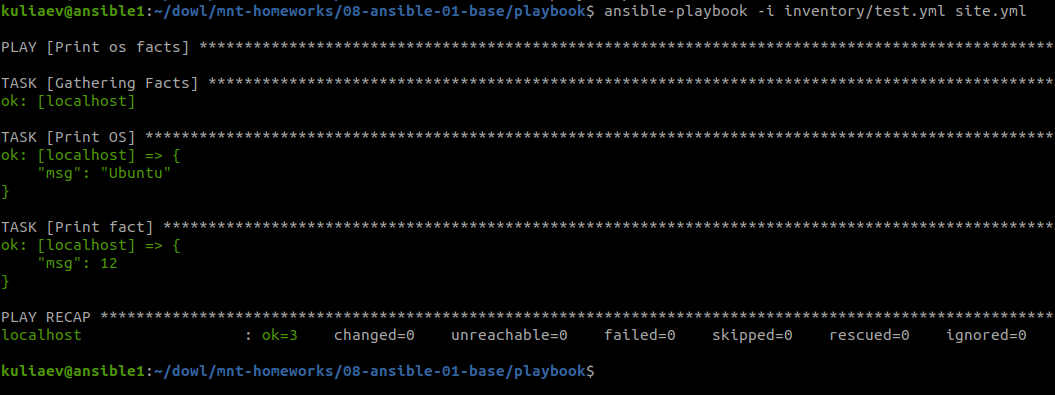 kuliaev@ansible1:~/dowl/mnt-homeworks/08-ansible-01-base/playbook$ ansible-playbook -i inventory/test.yml site.yml
PLAY [Print os facts] ***********************************************************************************************
TASK [Gathering Facts] **********************************************************************************************
ok: [localhost]
TASK [Print OS] *****************************************************************************************************
ok: [localhost] => {
    "msg": "Ubuntu"
}
TASK [Print fact] ***************************************************************************************************
ok: [localhost] => {
    "msg": 12
}
PLAY RECAP **********************************************************************************************************
localhost                  : ok=3    changed=0    unreachable=0    failed=0    skipped=0    rescued=0    ignored=0
kuliaev@ansible1:~/dowl/mnt-homeworks/08-ansible-01-base/playbook$